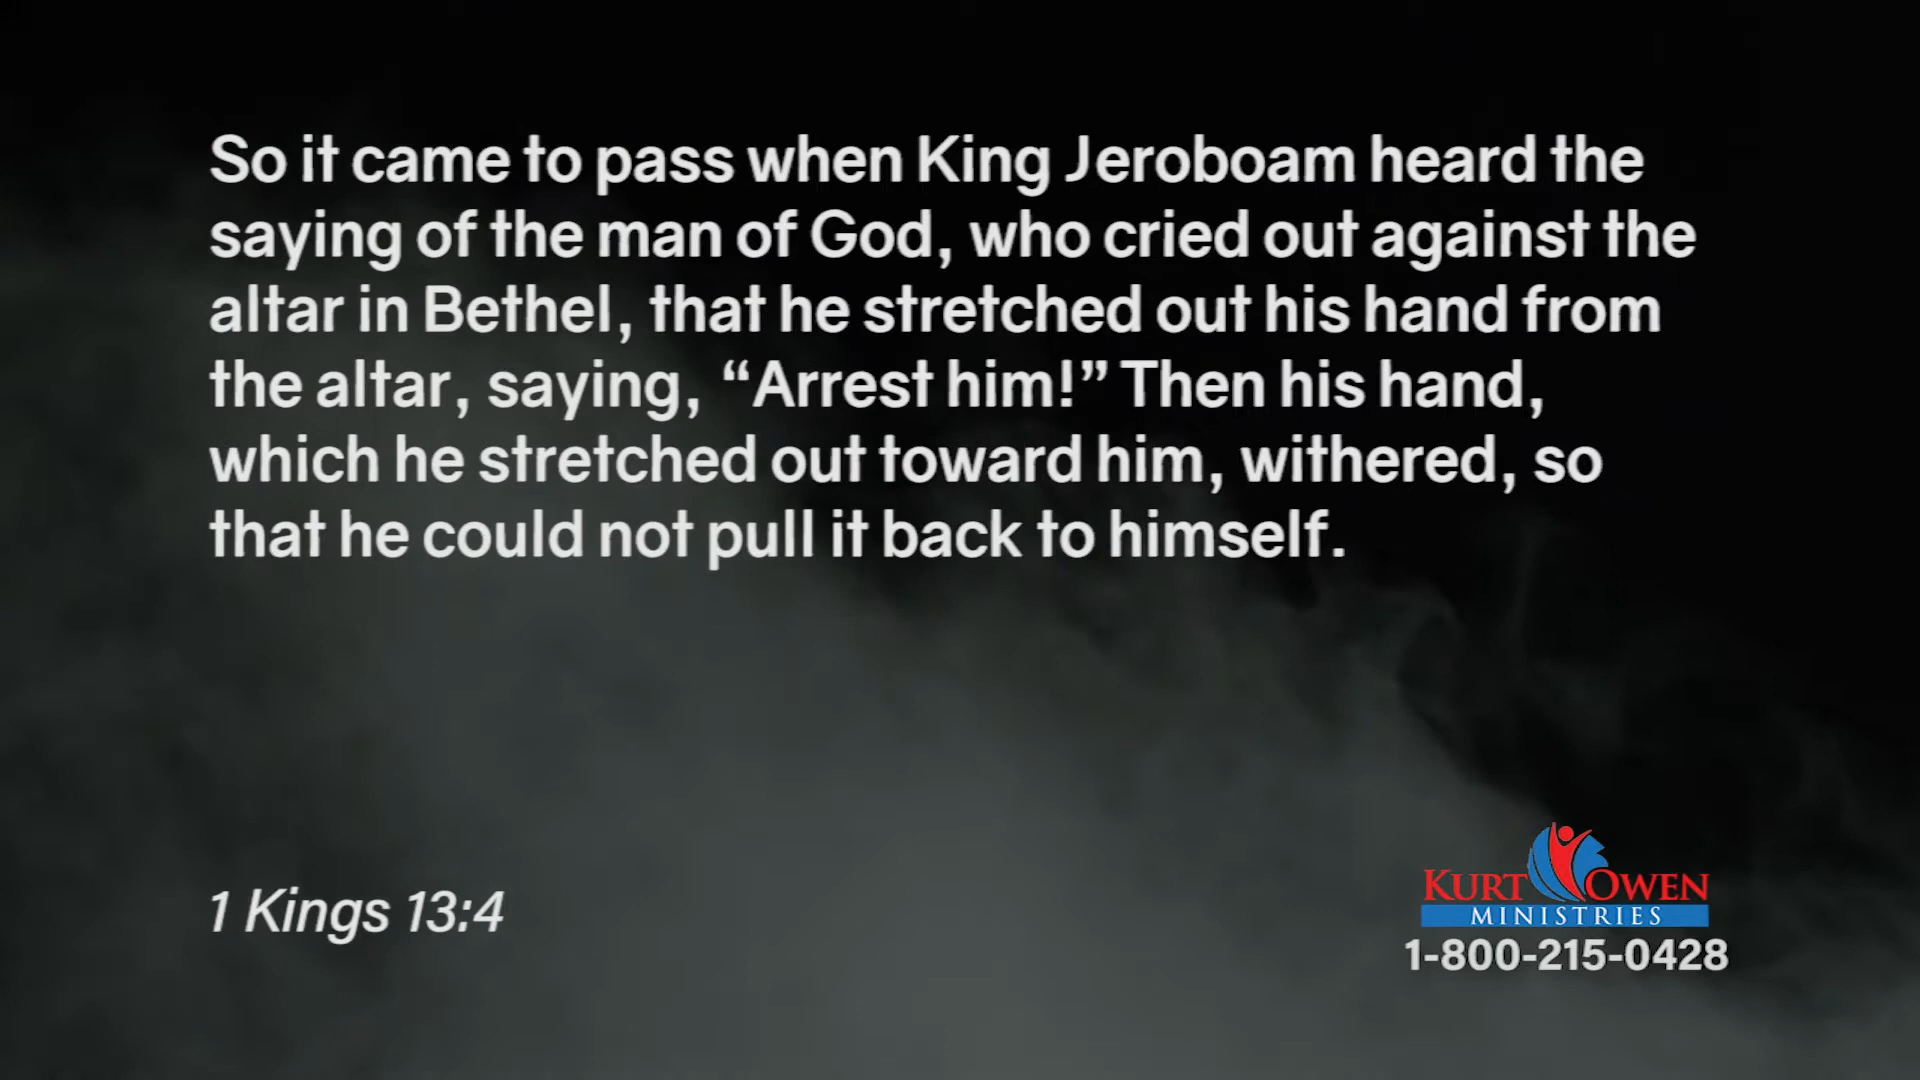 So it came to pass when King Jeroboam heard the
saying of the man of God, who cried out against the
altar in Bethel, that he stretched out his hand from
the altar, saying, “Arrest him!” Then his hand,
which he stretched out toward him, withered, so
that he could not pull it back to himself.
1 Kings 13:4
KURT OWEN
MINISTRIES
1-800-215-0428